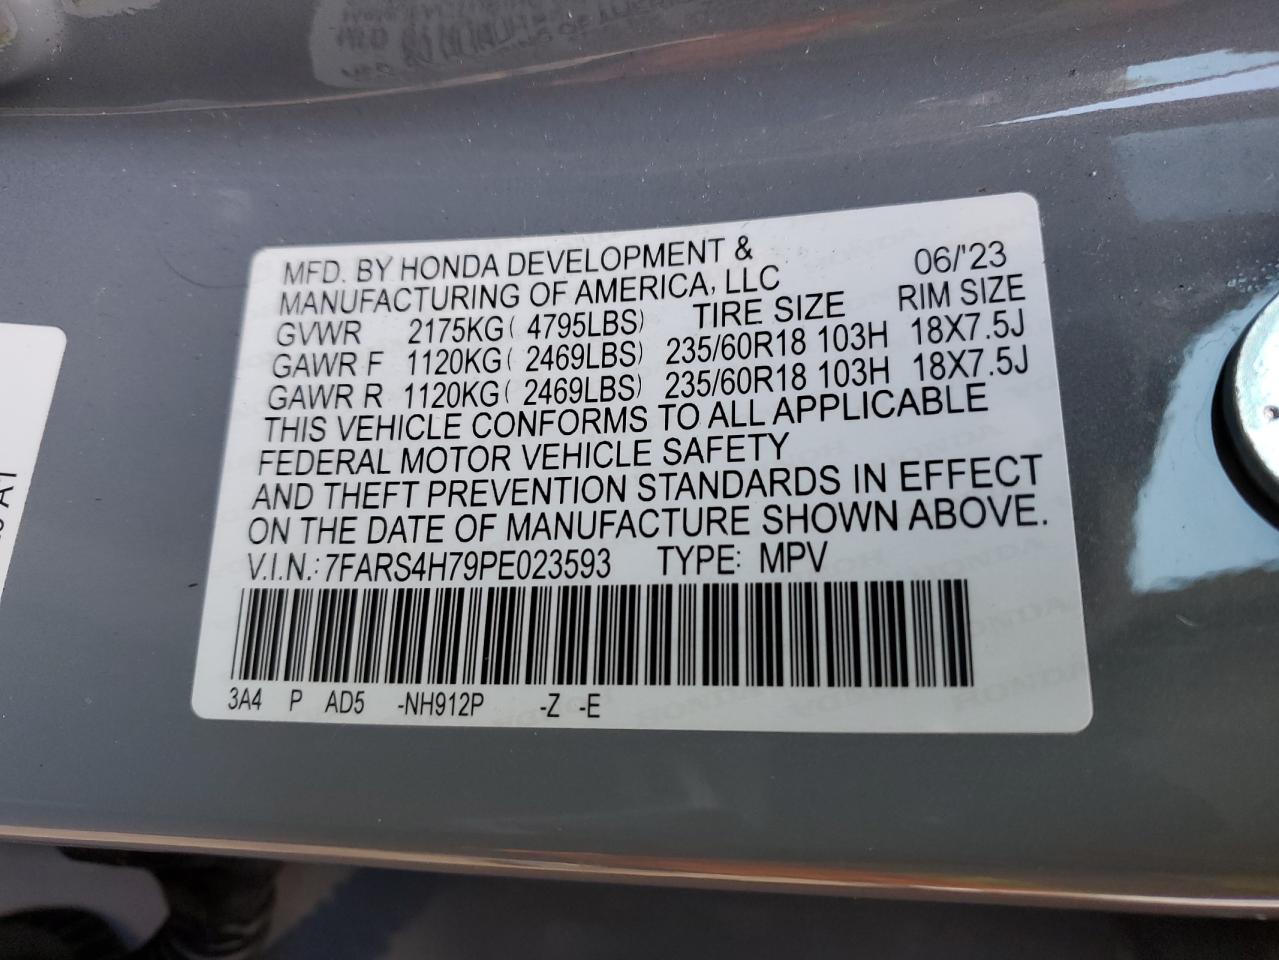 MFD. BY HONDA DEVELOPMENT & 06/'23
MANUFACTURING OF AMERICA, LLC
GVWR 2175KG( 4795LBS) TIRE SIZE RIM SIZE
GAWR F 1120KG( 2469LBS) 235/60R18 103H 18X7.5J
GAWR R 1120KG( 2469LBS) 235/60R18 103H 18X7.5J
THIS VEHICLE CONFORMS TO ALL APPLICABLE
FEDERAL MOTOR VEHICLE SAFETY
AND THEFT PREVENTION STANDARDS IN EFFECT
ON THE DATE OF MANUFACTURE SHOWN ABOVE.
V.I.N.: 7FARS4H79PE023593 TYPE: MPV
3A4 P AD5 -NH912P -Z -E